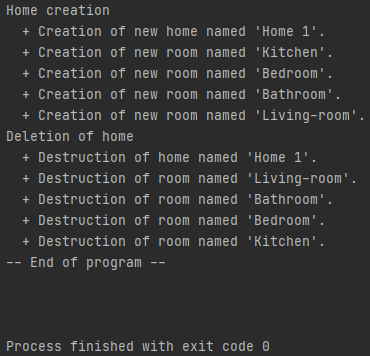 Home creation
+ Creation of new home named 'Home 1'.
+ Creation of new room named 'Kitchen'.
+ Creation of new room named 'Bedroom'.
+ Creation of new room named 'Bathroom'.
+ Creation of new room named 'Living-room'.
Deletion of home
+ Destruction of home named 'Home 1'.
+ Destruction of room named 'Living-room'.
+ Destruction of room named 'Bathroom'.
+ Destruction of room named 'Bedroom'.
+ Destruction of room named 'Kitchen'.
-- End of program --
Process finished with exit code 0